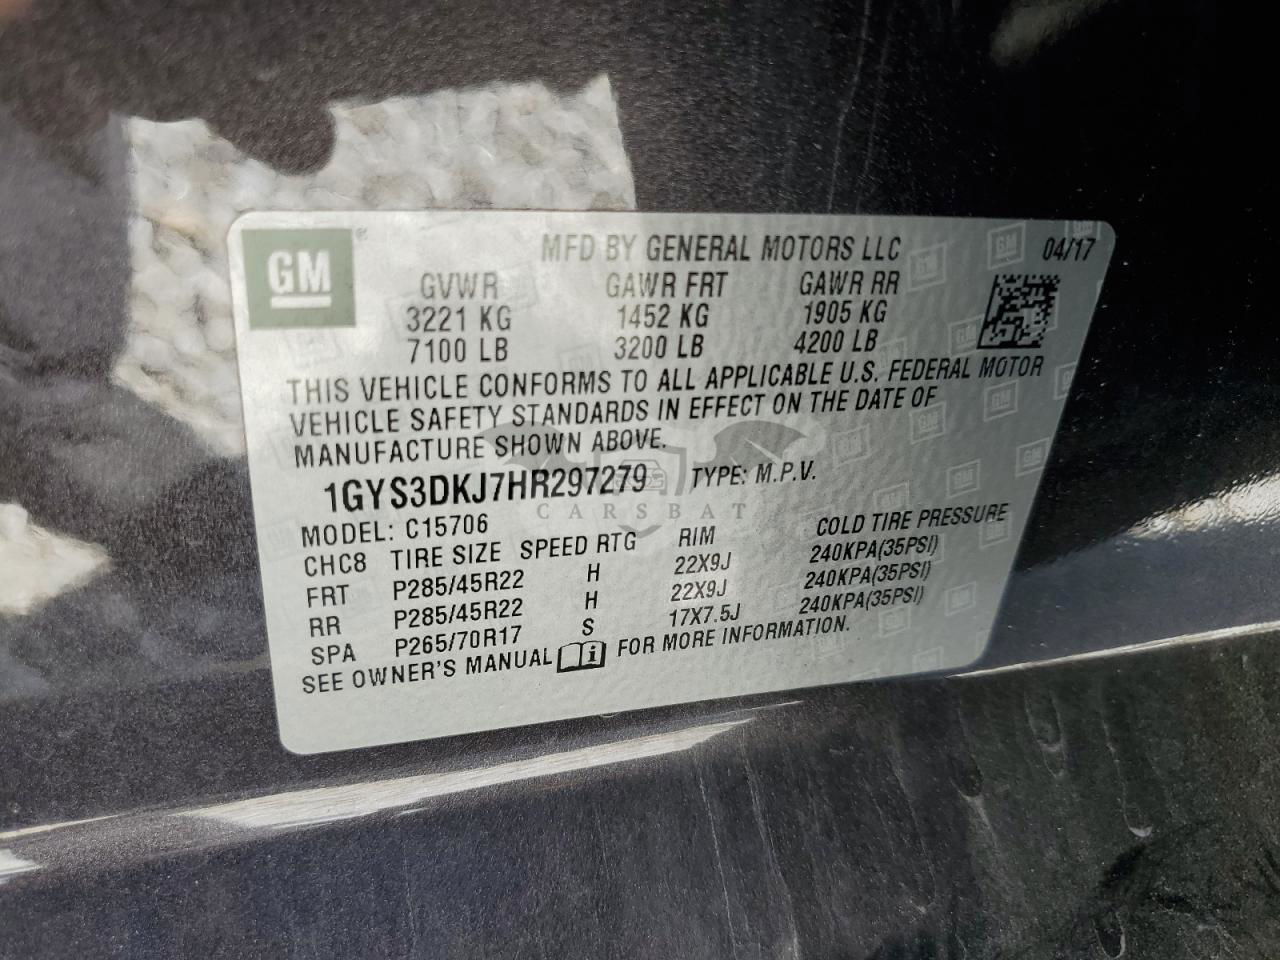 GM ® MFD BY GENERAL MOTORS LLC 04/17
GVWR GAWR FRT GAWR RR
3221 KG 1452 KG 1905 KG
7100 LB 3200 LB 4200 LB
THIS VEHICLE CONFORMS TO ALL APPLICABLE U.S. FEDERAL MOTOR
VEHICLE SAFETY STANDARDS IN EFFECT ON THE DATE OF
MANUFACTURE SHOWN ABOVE.
1GYS3DKJ7HR297279 TYPE: M.P.V.
CARSBAT
MODEL: C15706
CHC8 TIRE SIZE SPEED RTG RIM COLD TIRE PRESSURE
FRT P285/45R22 H 22X9J 240KPA(35PSI)
RR P285/45R22 H 22X9J 240KPA(35PSI)
SPA P265/70R17 S 17X7.5J 240KPA(35PSI)
SEE OWNER'S MANUAL i FOR MORE INFORMATION.